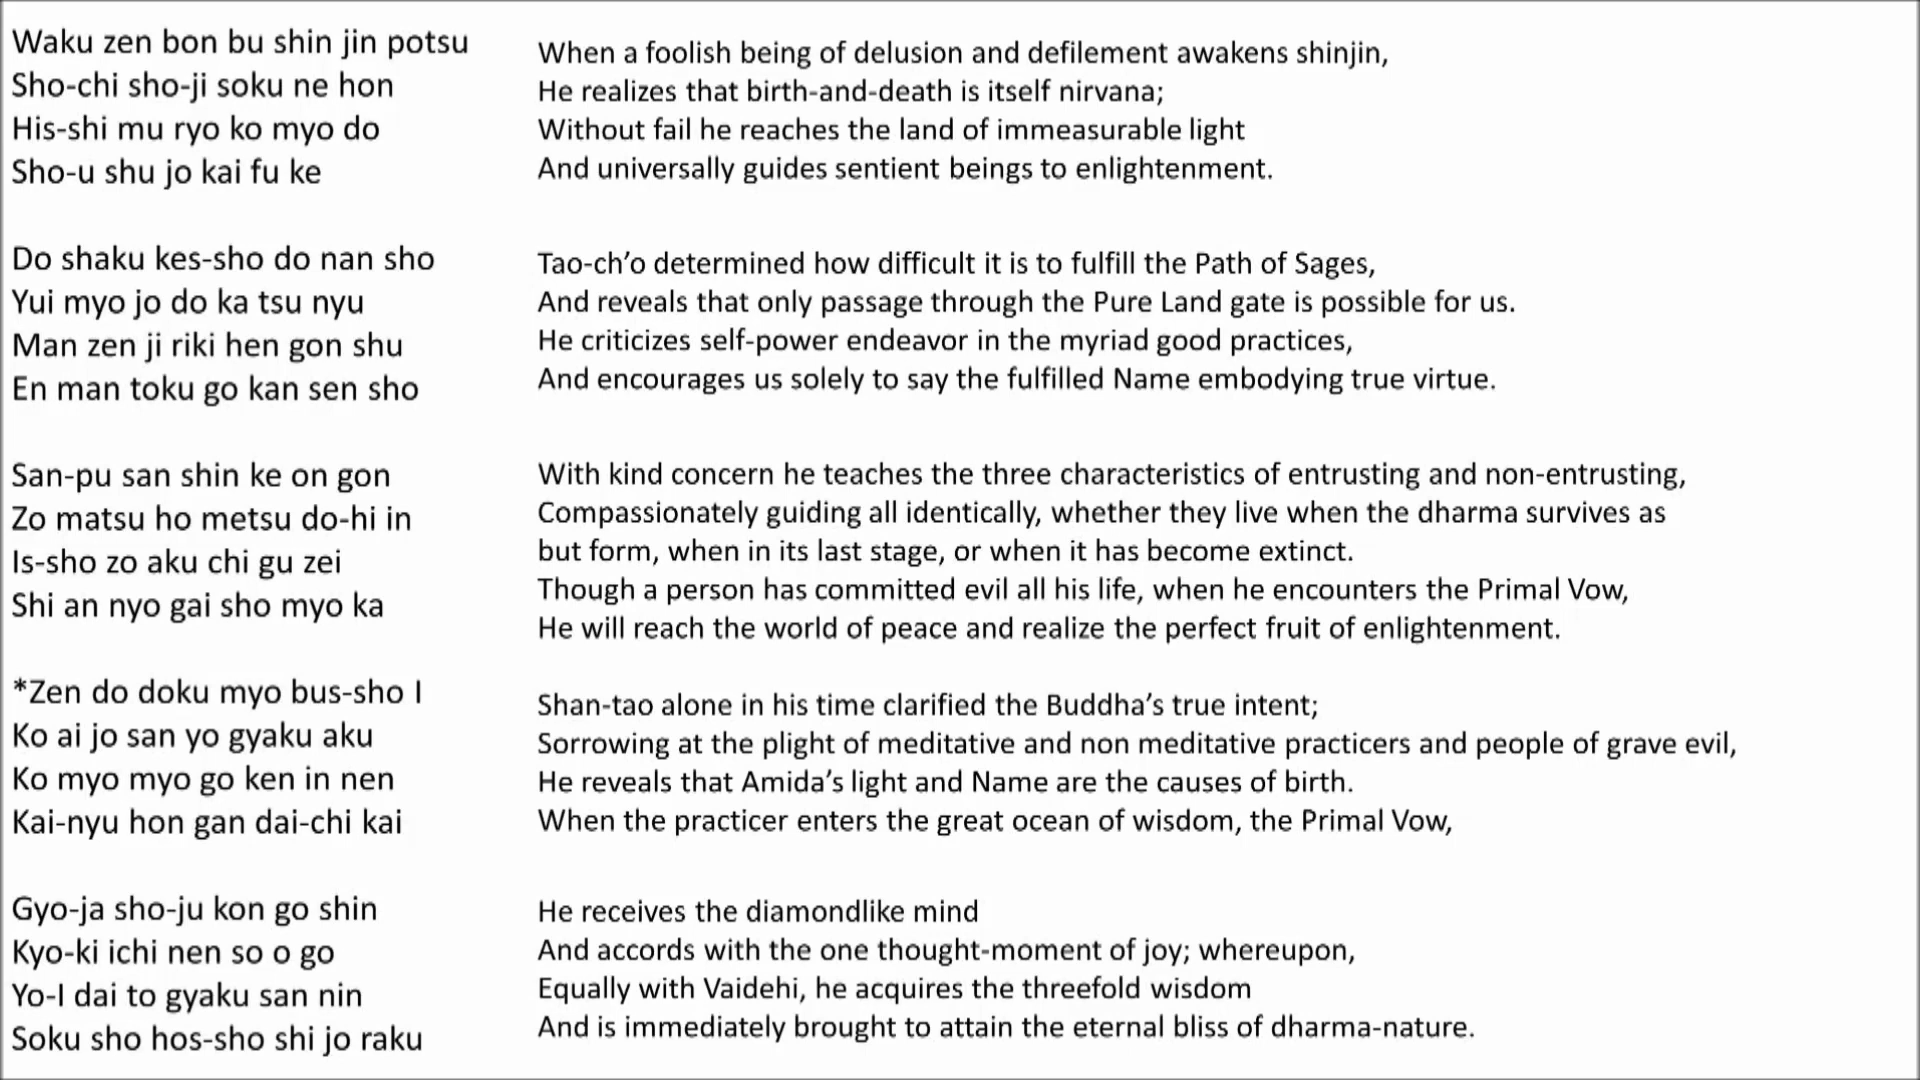 Waku zen bon bu shin jin potsu
Sho-chi sho-ji soku ne hon
His-shi mu ryo ko myo do
Sho-u shu jo kai fu ke
When a foolish being of delusion and defilement awakens shinjin,
He realizes that birth-and-death is itself nirvana;
Without fail he reaches the land of immeasurable light
And universally guides sentient beings to enlightenment.
Do shaku kes-sho do nan sho
Yui myo jo do ka tsu nyu
Man zen ji riki hen gon shu
En man toku go kan sen sho
Tao-ch’o determined how difficult it is to fulfill the Path of Sages,
And reveals that only passage through the Pure Land gate is possible for us.
He criticizes self-power endeavor in the myriad good practices,
And encourages us solely to say the fulfilled Name embodying true virtue.
San-pu san shin ke on gon
Zo matsu ho metsu do-hi in
Is-sho zo aku chi gu zei
Shi an nyo gai sho myo ka
With kind concern he teaches the three characteristics of entrusting and non-entrusting,
Compassionately guiding all identically, whether they live when the dharma survives as
but form, when in its last stage, or when it has become extinct.
Though a person has committed evil all his life, when he encounters the Primal Vow,
He will reach the world of peace and realize the perfect fruit of enlightenment.
*Zen do doku myo bus-sho I
Ko ai jo san yo gyaku aku
Ko myo myo go ken in nen
Kai-nyu hon gan dai-chi kai
Shan-tao alone in his time clarified the Buddha’s true intent;
Sorrowing at the plight of meditative and non meditative practicers and people of grave evil,
He reveals that Amida’s light and Name are the causes of birth.
When the practicer enters the great ocean of wisdom, the Primal Vow,
Gyo-ja sho-ju kon go shin
Kyo-ki ichi nen so o go
Yo-I dai to gyaku san nin
Soku sho hos-sho shi jo raku
He receives the diamondlike mind
And accords with the one thought-moment of joy; whereupon,
Equally with Vaidehi, he acquires the threefold wisdom
And is immediately brought to attain the eternal bliss of dharma-nature.